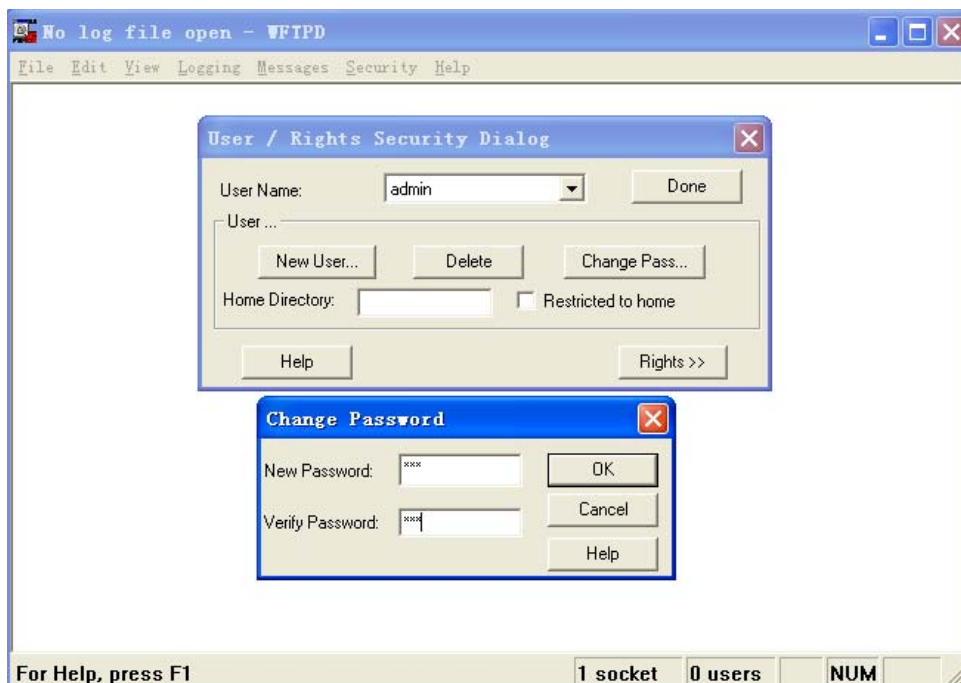 No log file open - WFTPD
File Edit View Logging Messages Security Help
User / Rights Security Dialog
User Name: admin Done
User ...
New User... Delete Change Pass...
Home Directory: Restricted to home
Help Rights >>
Change Password
New Password: *** OK
Cancel
Verify Password: ***
Help
For Help, press F1 1 socket 0 users NUM